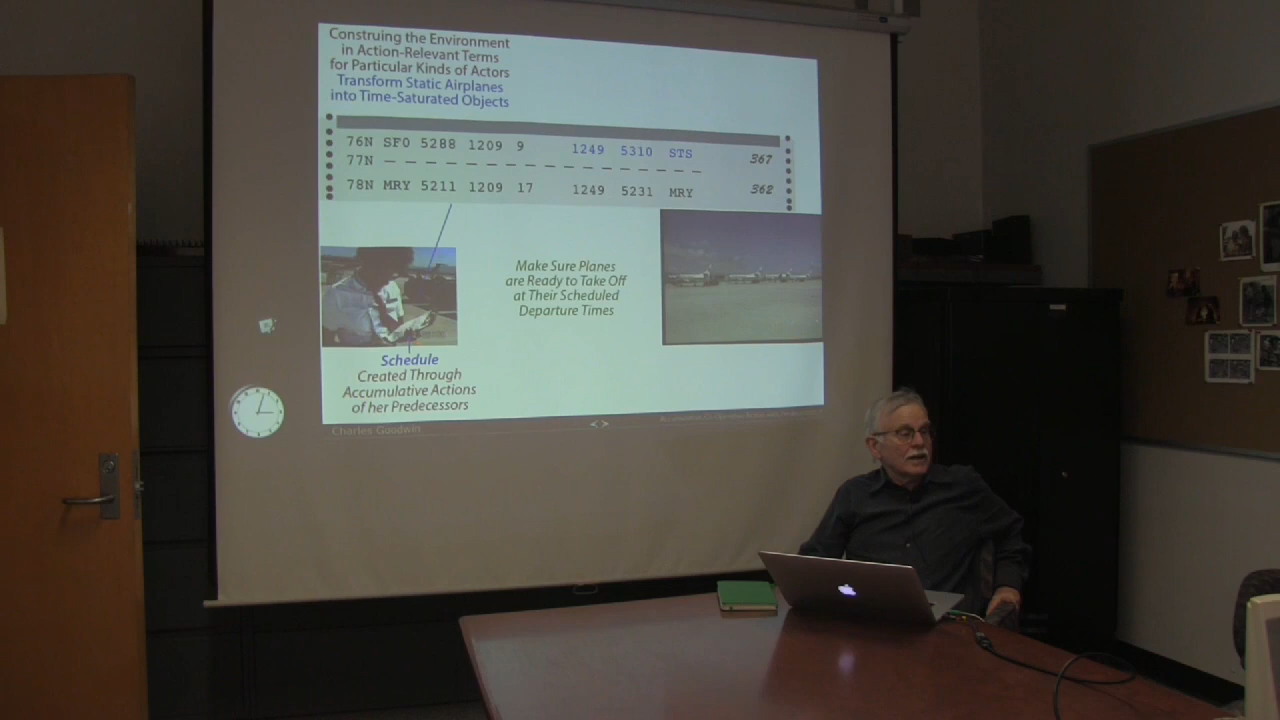 Construing the Environment
in Action-Relevant Terms
for Particular Kinds of Actors
Transform Static Airplanes
into Time-Saturated Objects
76N SFO 5288 1209 9 1249 5310 STS 367
77N
78N MRY 5211 1209 17 1249 5231 MRY 362
Make Sure Planes
are Ready to Take Off
at Their Scheduled
Departure Times
Schedule
Created Through
Accumulative Actions
of her Predecessors
Charles Goodwin